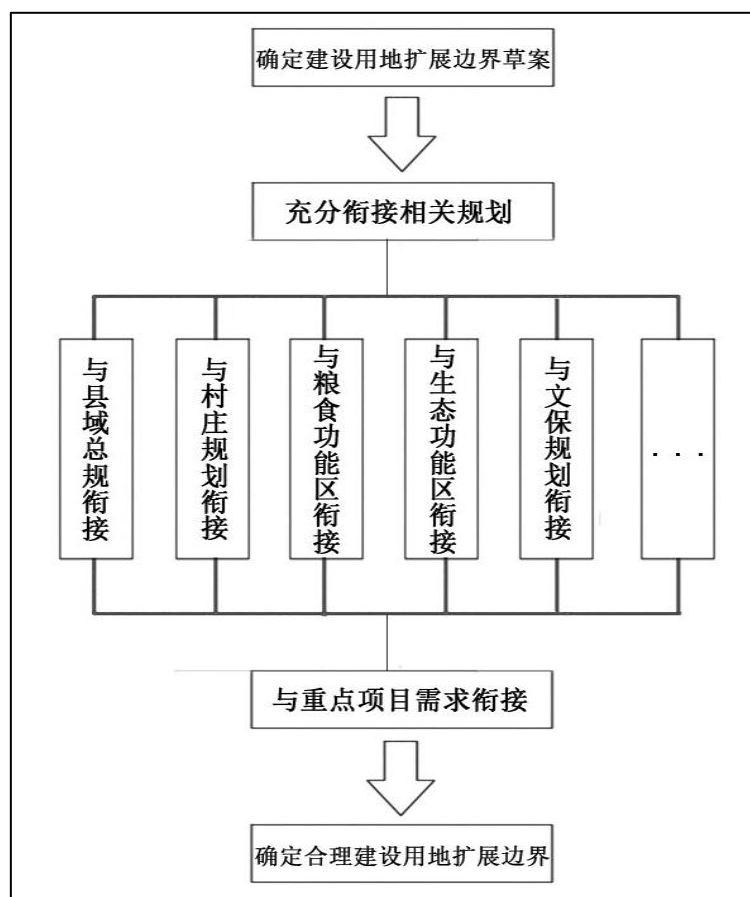 确定建设用地扩展边界草案
充分衔接相关规划
与县域总规衔接
与村庄规划衔接
与粮食功能区衔接
与生态功能区衔接
与文保规划衔接
...
与重点项目需求衔接
确定合理建设用地扩展边界